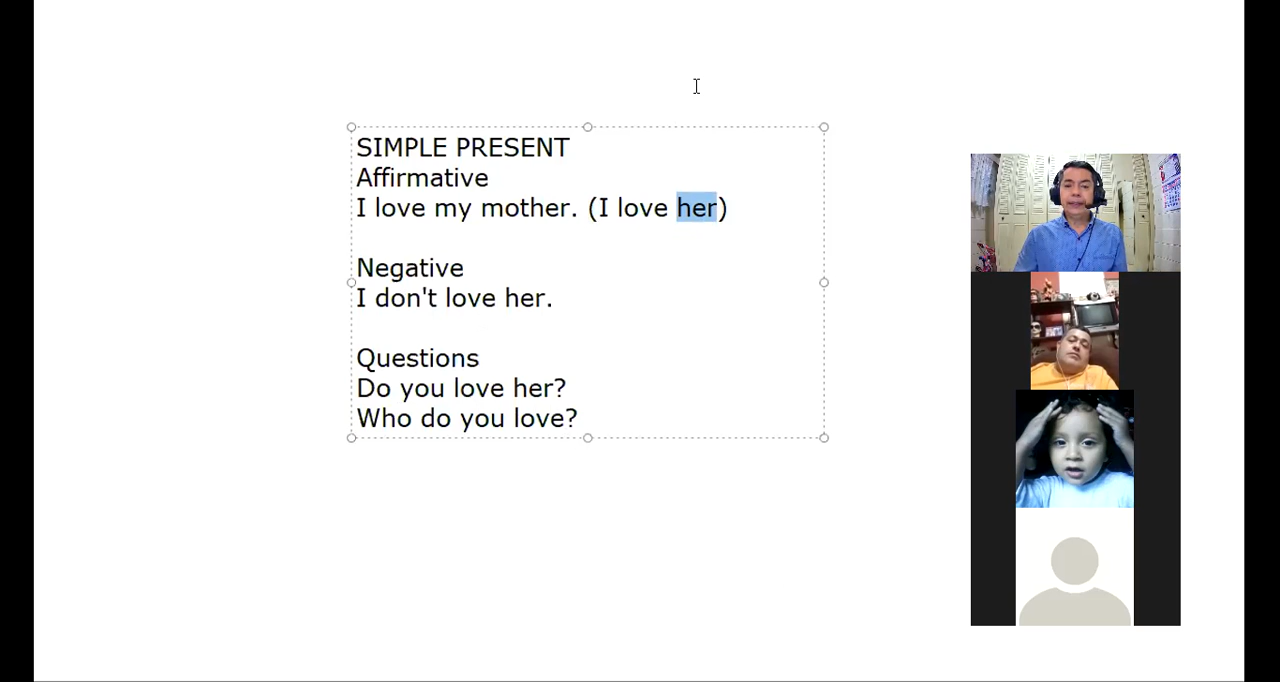 SIMPLE PRESENT
Affirmative
I love my mother. (I love her)
Negative
I don't love her.
Questions
Do you love her?
Who do you love?